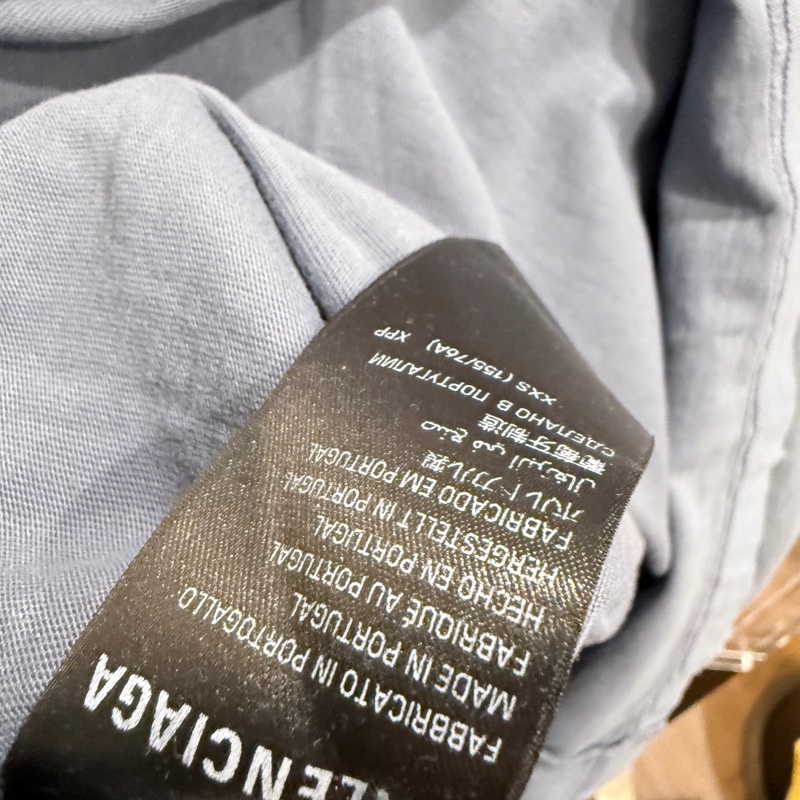 LENCIAGA
FABBRICATO IN PORTOGALLO
MADE IN PORTUGAL
FABRIQUÉ AU PORTUGAL
HECHO EN PORTUGAL
HERGESTELLT IN PORTUGAL
FABRICADO EM PORTUGAL
ポルトガル製
葡萄牙制造
صنع في البرتغال
СДЕЛАНО В ПОРТУГАЛИИ
XXS (155/76A) XPP